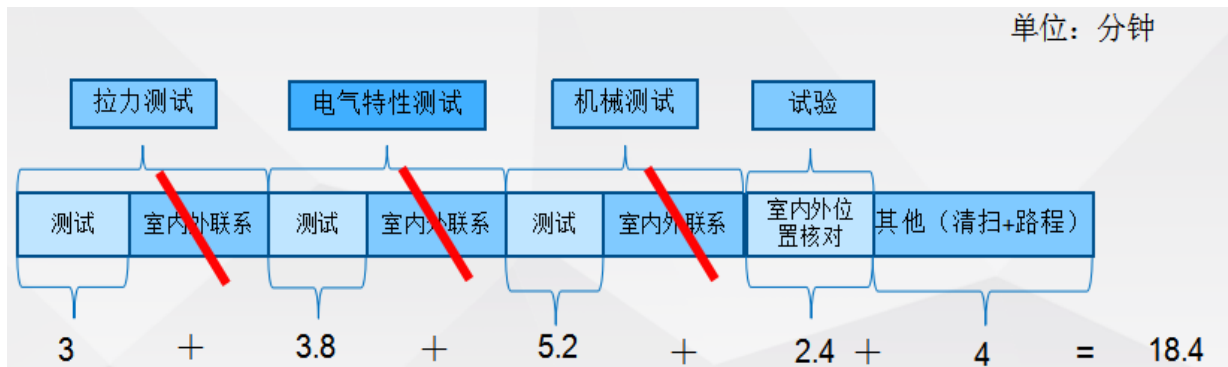 单位：分钟
拉力测试 电气特性测试 机械测试 试验
测试 室内外联系 测试 室内外联系 测试 室内外联系 室内外位置核对 其他（清扫+路程）
3 + 3.8 + 5.2 + 2.4 + 4 = 18.4